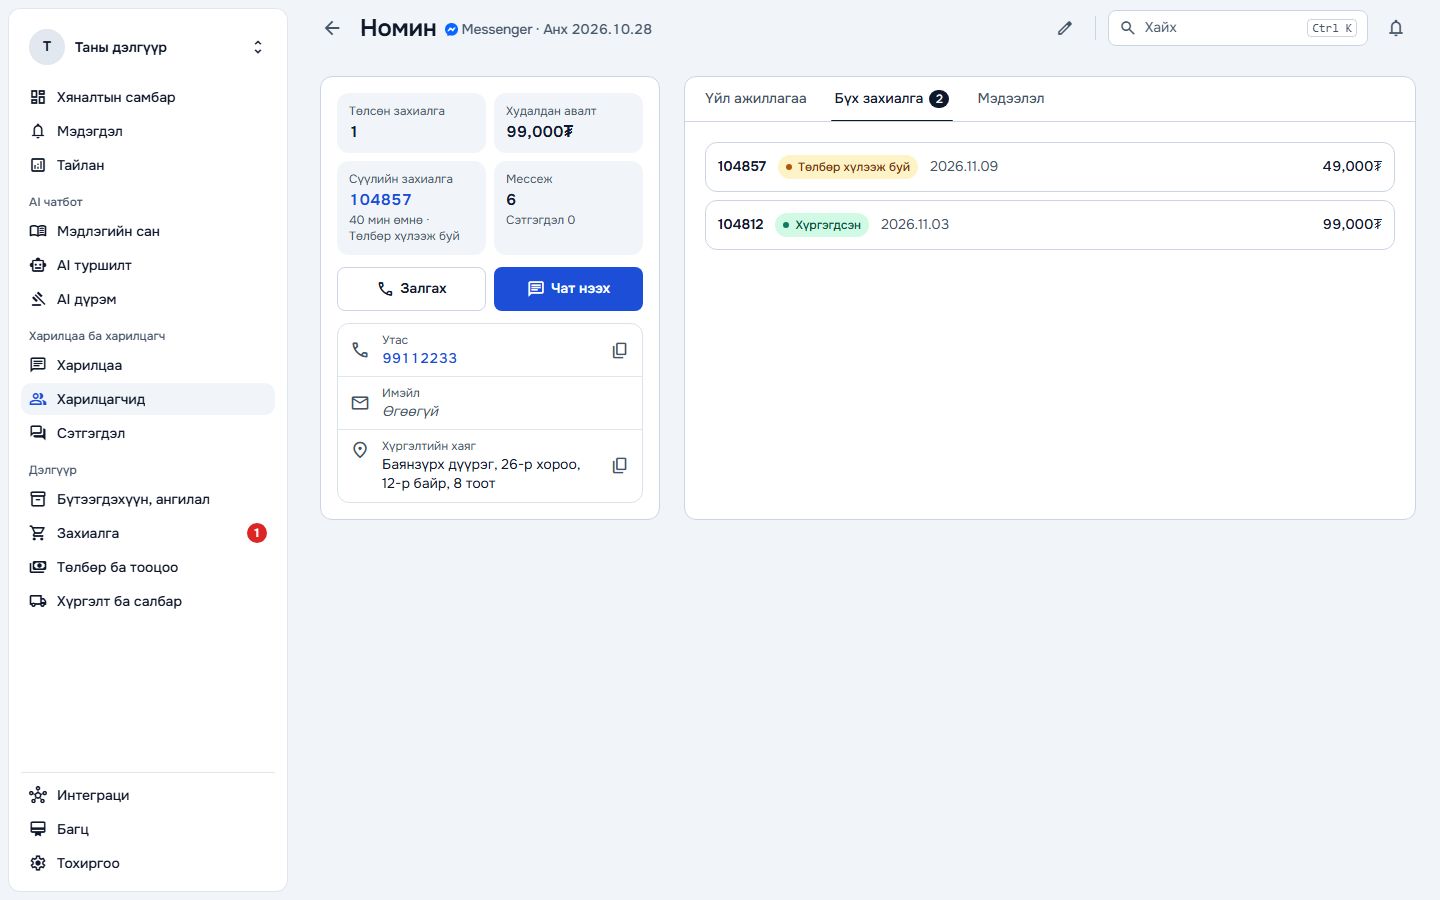 T Таны дэлгүүр
Хяналтын самбар
Мэдэгдэл
Тайлан
AI чатбот
Мэдлэгийн сан
AI туршилт
AI дүрэм
Харилцаа ба харилцагч
Харилцаа
Харилцагчид
Сэтгэгдэл
Дэлгүүр
Бүтээгдэхүүн, ангилал
Захиалга 1
Төлбөр ба тооцоо
Хүргэлт ба салбар
Интеграци
Багц
Тохиргоо
Номин Messenger · Анх 2026.10.28
Хайх Ctrl K
Төлсөн захиалга
1
Худалдан авалт
99,000₮
Сүүлийн захиалга
104857
40 мин өмнө ·
Төлбөр хүлээж буй
Мессеж
6
Сэтгэгдэл 0
Залгах
Чат нээх
Утас
99112233
Имэйл
Өгөөгүй
Хүргэлтийн хаяг
Баянзүрх дүүрэг, 26-р хороо,
12-р байр, 8 тоот
Үйл ажиллагаа Бүх захиалга 2 Мэдээлэл
104857 Төлбөр хүлээж буй 2026.11.09 49,000₮
104812 Хүргэгдсэн 2026.11.03 99,000₮